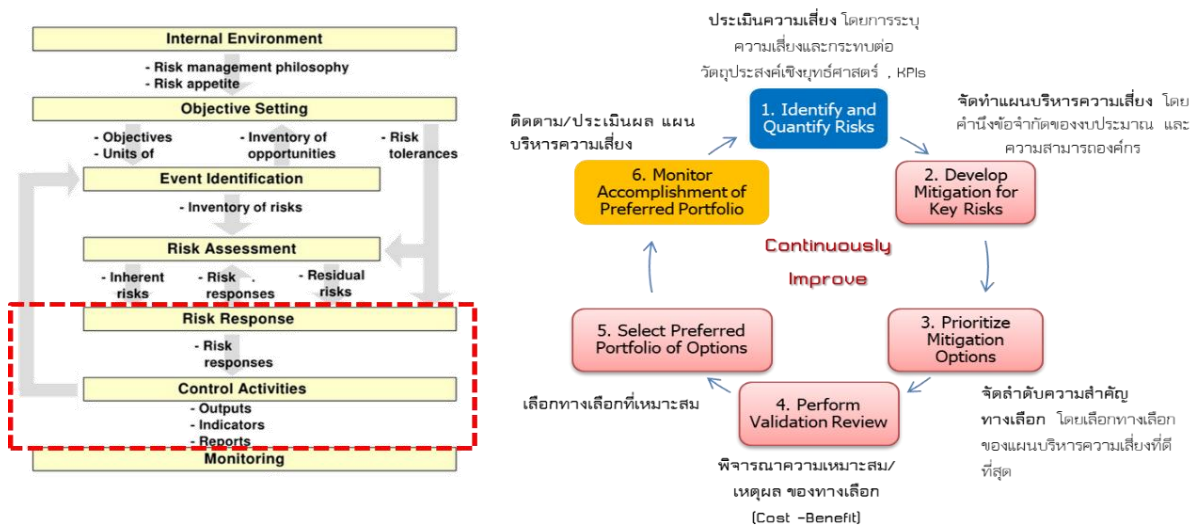 Internal Environment
- Risk management philosophy
- Risk appetite
Objective Setting
- Objectives
- Units of
- Inventory of
opportunities
- Risk
tolerances
Event Identification
- Inventory of risks
Risk Assessment
- Inherent
risks
- Risk .
responses
- Residual
risks
Risk Response
- Risk
responses
Control Activities
- Outputs
- Indicators
- Reports
Monitoring
ประเมินความเสี่ยง โดยการระบุ
ความเสี่ยงและกระทบต่อ
วัตถุประสงค์เชิงยุทธ์ศาสตร์ , KPIs
1. Identify and
Quantify Risks
จัดทำแผนบริหารความเสี่ยง โดย
คำนึงข้อจำกัดของงบประมาณ และ
ความสามารถองค์กร
2. Develop
Mitigation for
Key Risks
3. Prioritize
Mitigation
Options
จัดลำดับความสำคัญ
ทางเลือก โดยเลือกทางเลือก
ของแผนบริหารความเสี่ยงที่ดี
ที่สุด
4. Perform
Validation Review
พิจารณาความเหมาะสม/
เหตุผล ของทางเลือก
(Cost -Benefit)
5. Select Preferred
Portfolio of Options
เลือกทางเลือกที่เหมาะสม
ติดตาม/ประเมินผล แผน
บริหารความเสี่ยง
6. Monitor
Accomplishment of
Preferred Portfolio
Continuously
Improve